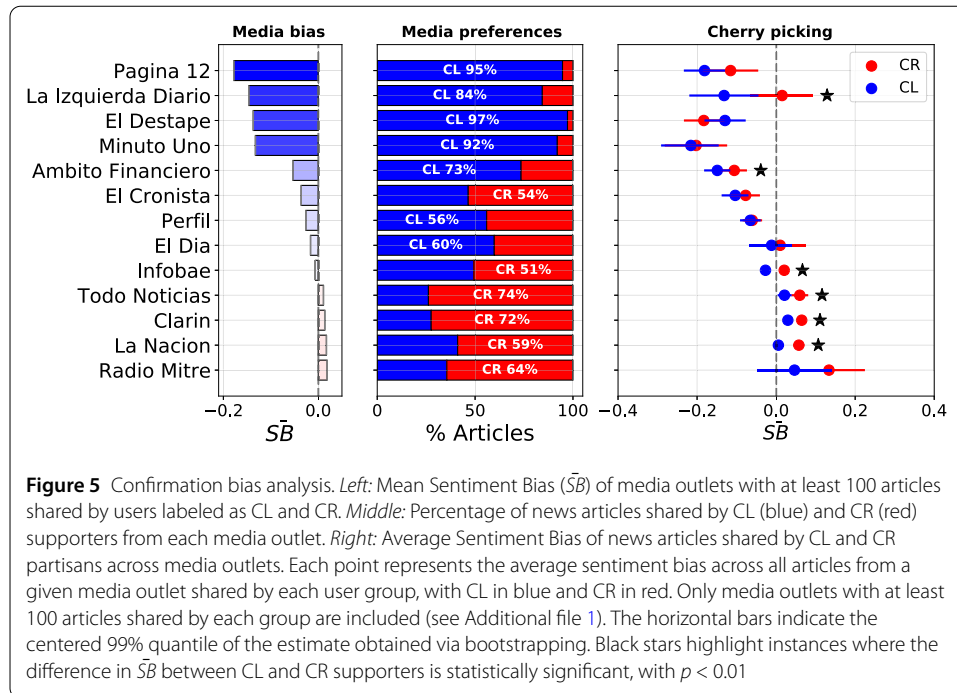 Media bias
Media preferences
Cherry picking
Pagina 12
La Izquierda Diario
El Destape
Minuto Uno
Ambito Financiero
El Cronista
Perfil
El Dia
Infobae
Todo Noticias
Clarin
La Nacion
Radio Mitre
CL 95%
CL 84%
CL 97%
CL 92%
CL 73%
CR 54%
CL 56%
CL 60%
CR 51%
CR 74%
CR 72%
CR 59%
CR 64%
CR
CL
−0.2 0.0
SB̄
0 50 100
% Articles
−0.4 −0.2 0.0 0.2 0.4
SB̄
Figure 5 Confirmation bias analysis. Left: Mean Sentiment Bias (SB̄) of media outlets with at least 100 articles
shared by users labeled as CL and CR. Middle: Percentage of news articles shared by CL (blue) and CR (red)
supporters from each media outlet. Right: Average Sentiment Bias of news articles shared by CL and CR
partisans across media outlets. Each point represents the average sentiment bias across all articles from a
given media outlet shared by each user group, with CL in blue and CR in red. Only media outlets with at least
100 articles shared by each group are included (see Additional file 1). The horizontal bars indicate the
centered 99% quantile of the estimate obtained via bootstrapping. Black stars highlight instances where the
difference in SB̄ between CL and CR supporters is statistically significant, with p < 0.01